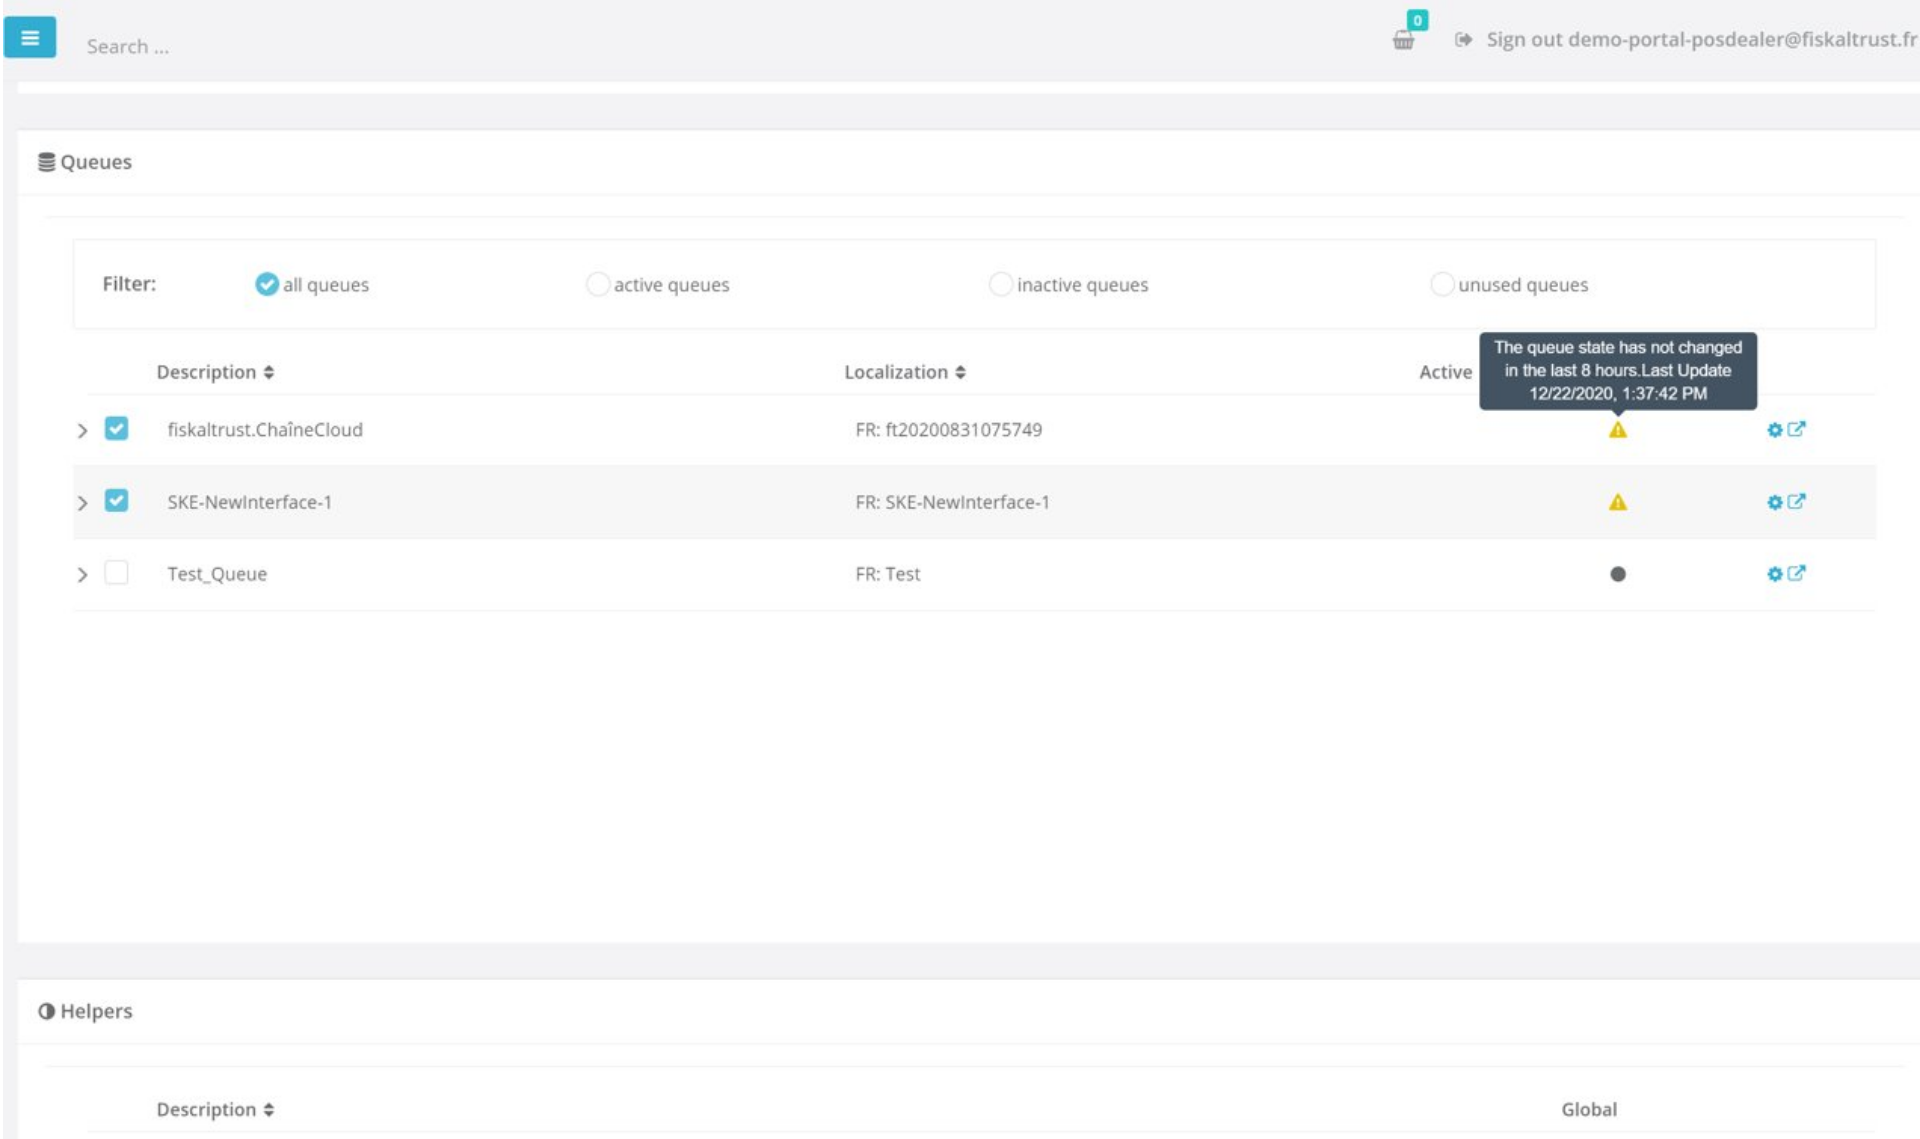 0
Search ...
Sign out demo-portal-posdealer@fiskaltrust.fr
Queues
Filter: all queues active queues inactive queues unused queues
The queue state has not changed
in the last 8 hours.Last Update
12/22/2020, 1:37:42 PM
Description Localization Active
fiskaltrust.ChaîneCloud FR: ft20200831075749
SKE-NewInterface-1 FR: SKE-NewInterface-1
Test_Queue FR: Test
Helpers
Description Global